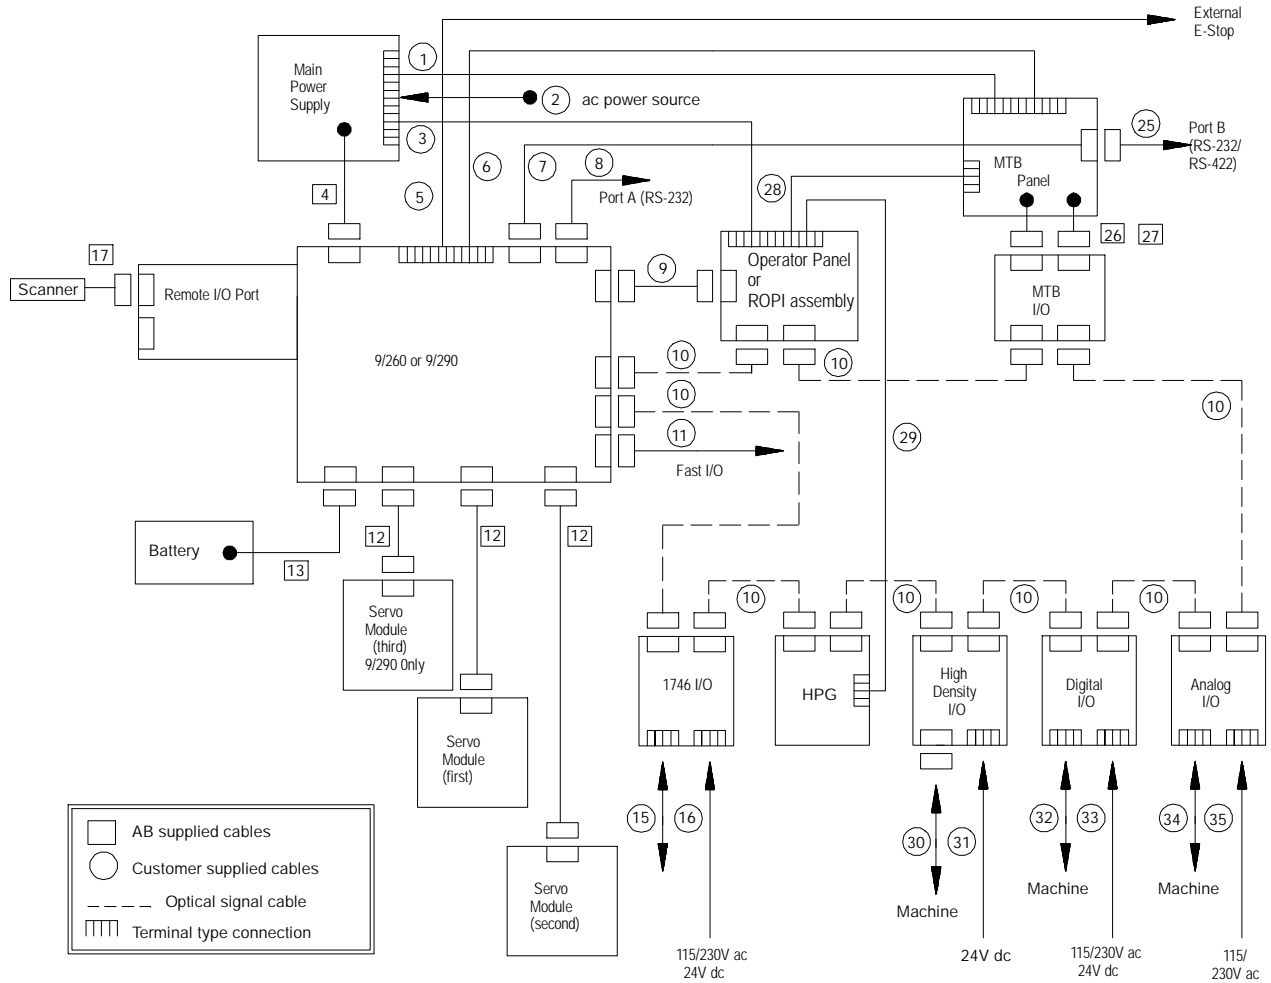 External
E-Stop
1
Main
Power
Supply
2
ac power source
3
25
Port B
(RS-232/
RS-422)
6
7
8
MTB
Panel
4
5
Port A (RS-232)
28
26
27
17
Operator Panel
or
ROPI assembly
9
Scanner
Remote I/O Port
MTB
I/O
9/260 or 9/290
10
10
10
10
11
29
Fast I/O
12
12
12
Battery
13
Servo
Module
(third)
9/290 Only
10
10
10
10
1746 I/O
HPG
High
Density
I/O
Digital
I/O
Analog
I/O
Servo
Module
(first)
15
16
30
31
32
33
34
35
AB supplied cables
Customer supplied cables
Optical signal cable
Terminal type connection
Servo
Module
(second)
Machine
Machine
Machine
115/230V ac
24V dc
24V dc
115/230V ac
24V dc
115/
230V ac